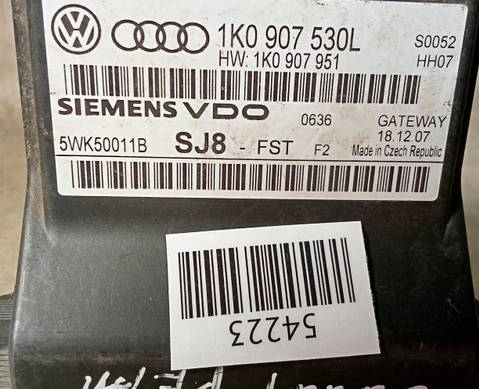 1K0 907 530L S0052
HW: 1K0 907 951 HH07
SIEMENS VDO 0636 GATEWAY
18.12.07
5WK50011B SJ8 - FST F2 Made in Czech Republic
54223